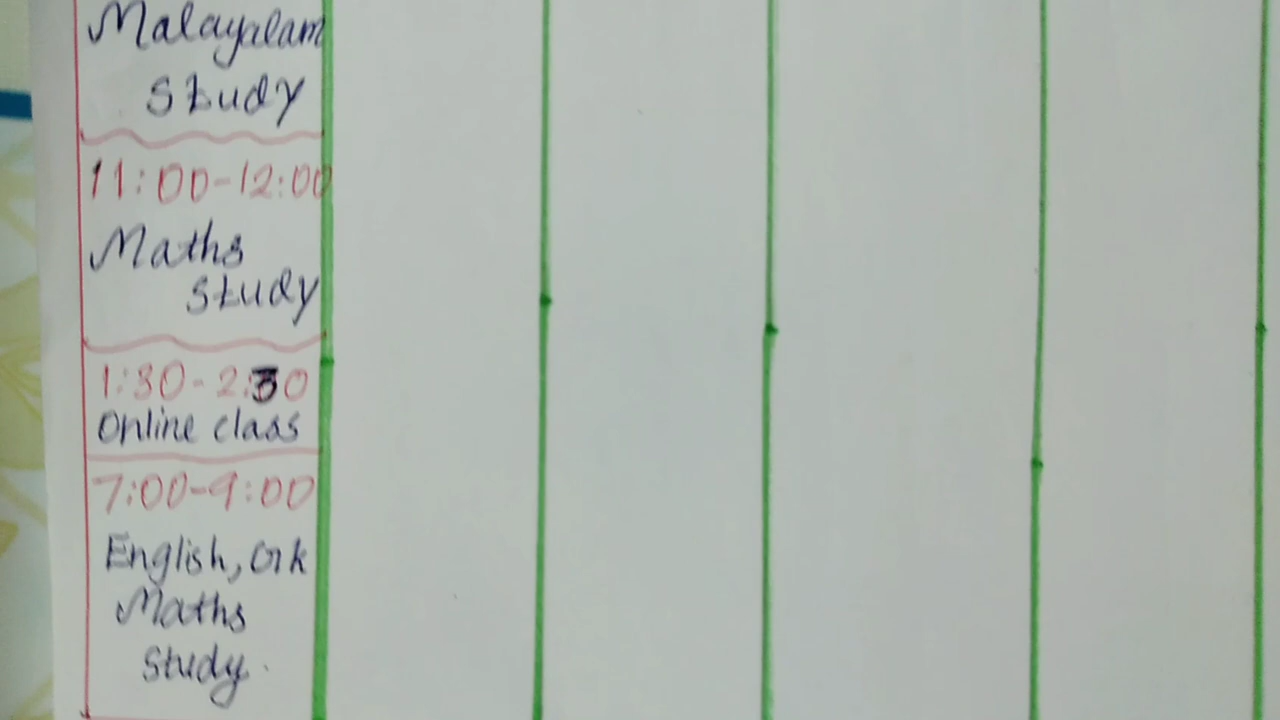 Malayalam
study
11:00-12:00
Maths
study
1:30-2:30
Online class
7:00-9:00
English, Gk
Maths
study.